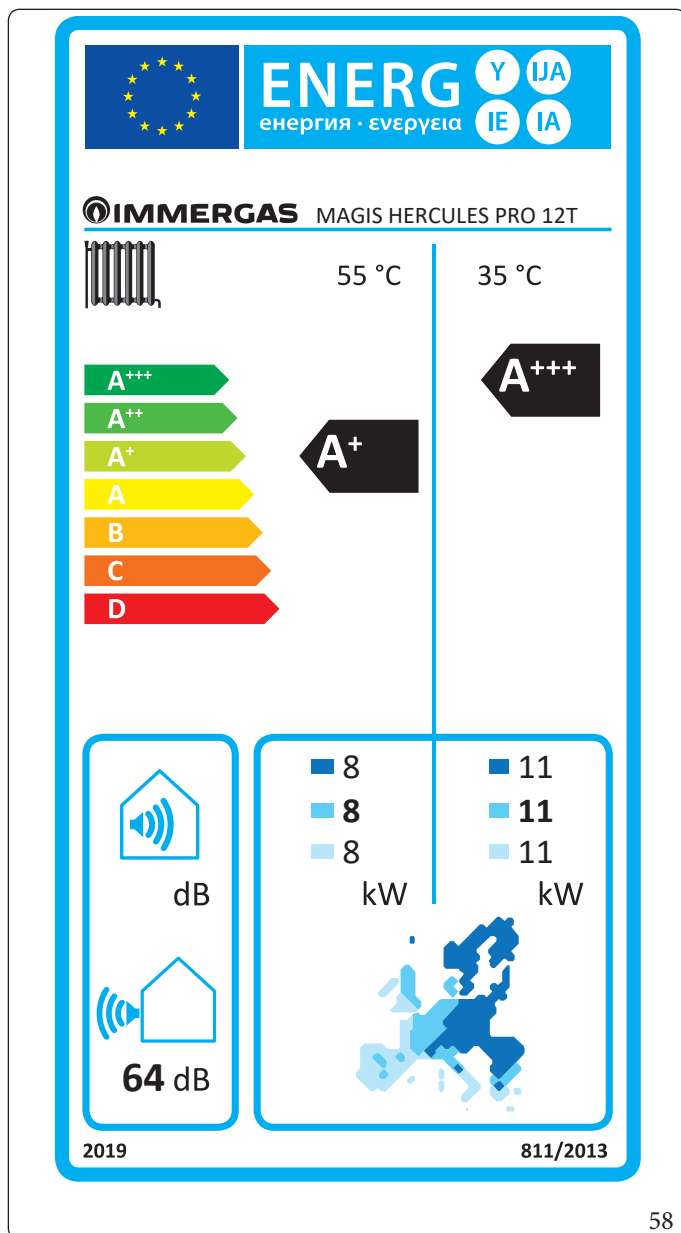 ENERG Y IJA
енергия · ενεργεια IE IA
IMMERGAS MAGIS HERCULES PRO 12T
55 °C 35 °C
A+++
A+++
A++
A+
A+
A
B
C
D
8 11
8 11
8 11
dB kW kW
64 dB
2019 811/2013
58